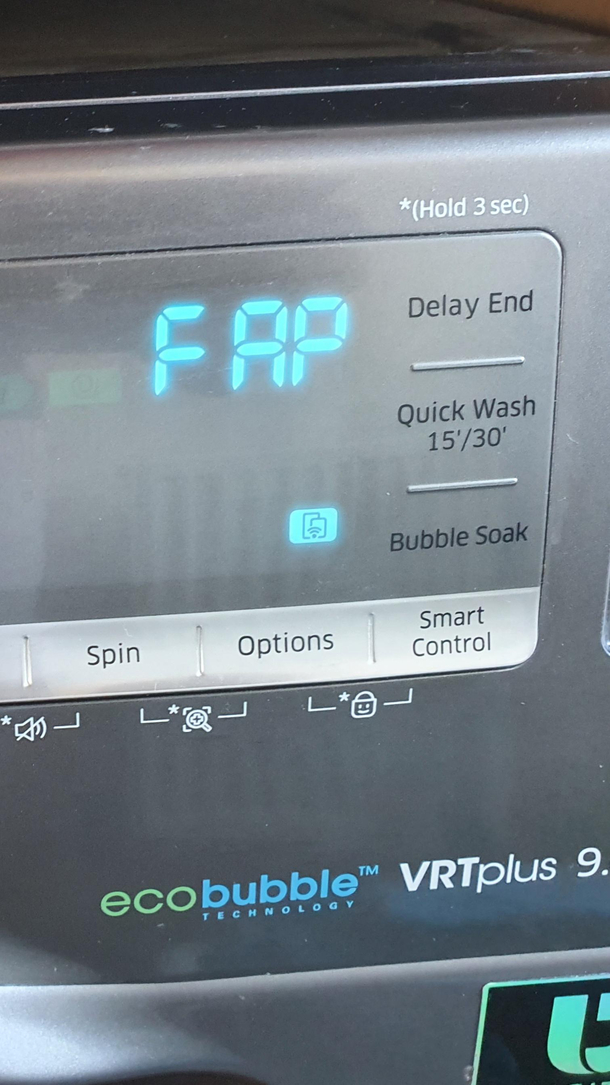 *(Hold 3 sec)
F AP
Delay End
Quick Wash
15'/30'
Bubble Soak
Spin
Options
Smart
Control
*
*
*
ecobubble™
TECHNOLOGY
VRTplus 9.